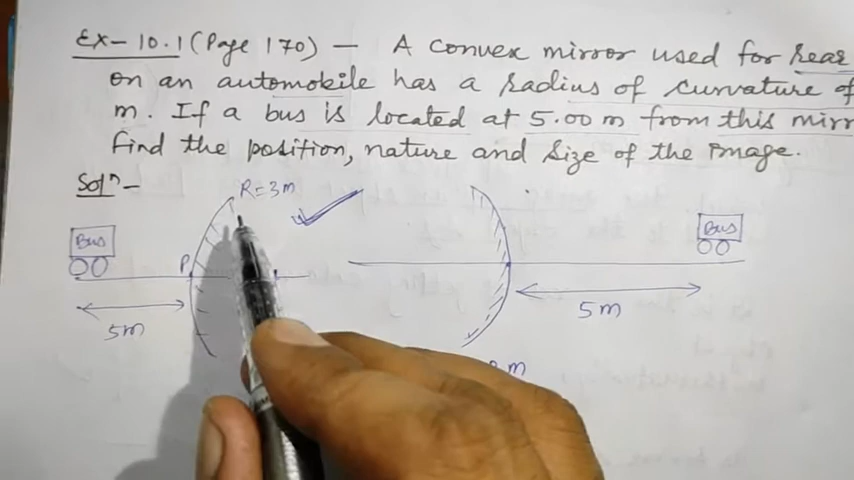 Ex-10.1 (Page 170) - A convex mirror used for rear
on an automobile has a radius of curvature of
m. If a bus is located at 5.00 m from this mirr
find the position, nature and size of the image.
Solⁿ-
R=3m
Bus
Bus
P
5m
5m
m